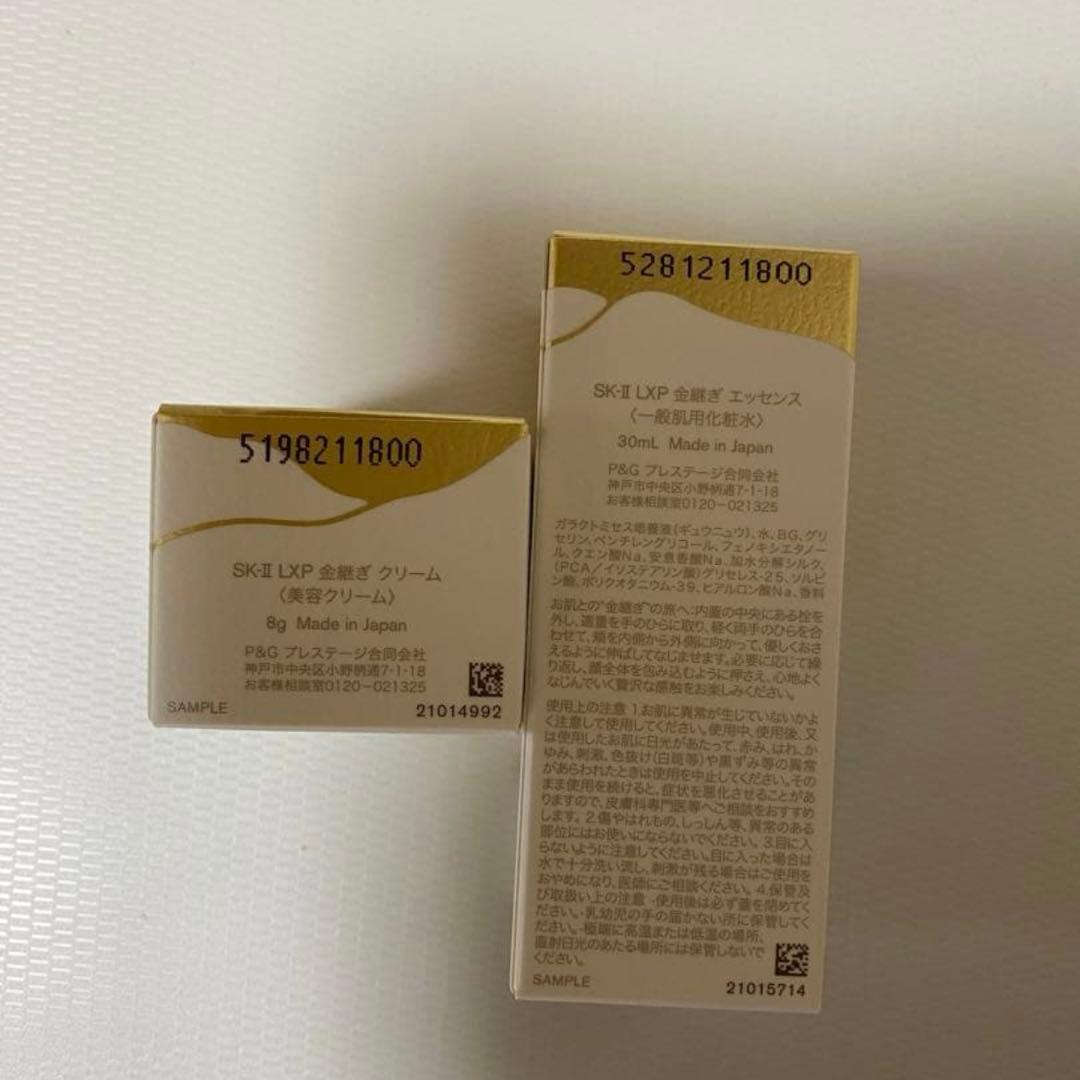 5198211800
SK-II LXP 金継ぎ クリーム
〈美容クリーム〉
8g Made in Japan
P&G プレステージ合同会社
神戸市中央区小野柄通7-1-18
お客様相談室0120-021325
SAMPLE
21014992
5281211800
SK-II LXP 金継ぎ エッセンス
〈一般肌用化粧水〉
30mL Made in Japan
P&G プレステージ合同会社
神戸市中央区小野柄通7-1-18
お客様相談室0120-021325
ガラクトミセス培養液(ギュウニュウ)、水、BG、グリ
セリン、ペンチレングリコール、フェノキシエタノー
ル、クエン酸Na、安息香酸Na、加水分解シルク、
(PCA/イソステアリン酸)グリセレス-25、ソルビ
ン酸、ポリクオタニウム-39、ヒアルロン酸Na、香料
お肌との"金継ぎ"の旅へ:内蓋の中央にある栓を
外し、適量を手のひらに取り、軽く両手のひらを合
わせて、頬を内側から外側に向かって、優しくおさ
えるように伸ばしてなじませます。必要に応じて繰
り返し、顔全体を包み込むように押さえ、心地よく
なじんでいく贅沢な感触をお楽しみください。
使用上の注意 1.お肌に異常が生じていないかよ
く注意して使用してください。使用中、使用後、又
は使用したお肌に日光があたって、赤み、はれ、か
ゆみ、刺激、色抜け(白斑等)や黒ずみ等の異常
があらわれたときは使用を中止してください。その
まま使用を続けると、症状を悪化させることがあ
りますので、皮膚科専門医等へご相談をおすすめ
します。2.傷やはれもの、しっしん等、異常のある
部位にはお使いにならないでください。3.目に入
らないように注意してください。目に入った場合は
水で十分洗い流し、刺激が残る場合はご使用を
おやめになり、医師にご相談ください。4.保管及
び取扱い上の注意 ・使用後は必ず蓋を閉めてく
ださい。・乳幼児の手の届かない所に保管してく
ださい。・極端に高温または低温の場所、
直射日光のあたる場所には保管しないで
ください。
SAMPLE
21015714